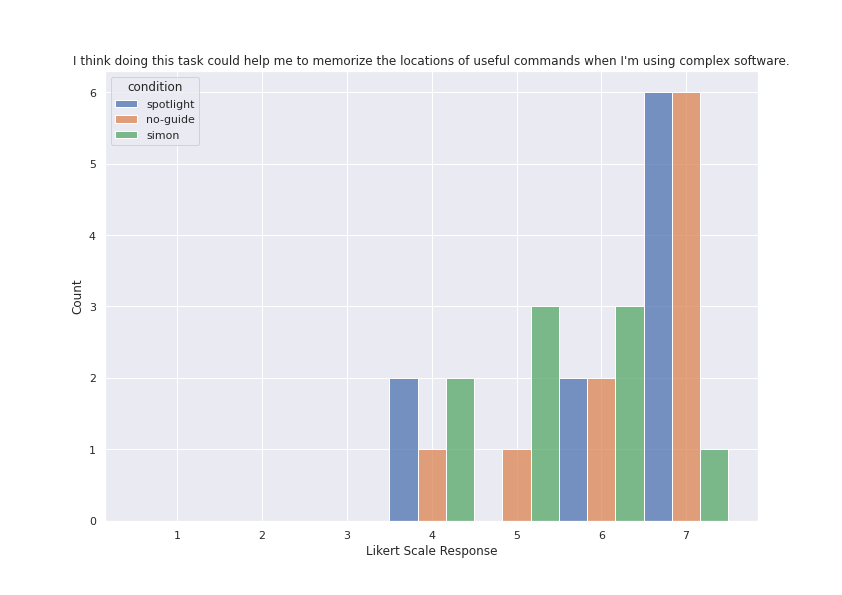 I think doing this task could help me to memorize the locations of useful commands when I'm using complex software.
condition
spotlight
no-guide
simon
6
5
4
3
2
1
0
Count
1 2 3 4 5 6 7
Likert Scale Response